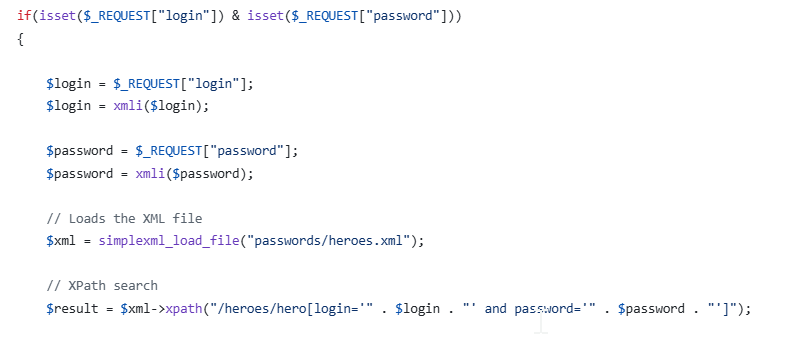 if(isset($_REQUEST["login"]) & isset($_REQUEST["password"]))
{
$login = $_REQUEST["login"];
$login = xmli($login);
$password = $_REQUEST["password"];
$password = xmli($password);
// Loads the XML file
$xml = simplexml_load_file("passwords/heroes.xml");
// XPath search
$result = $xml->xpath("/heroes/hero[login='" . $login . "' and password='" . $password . "']");